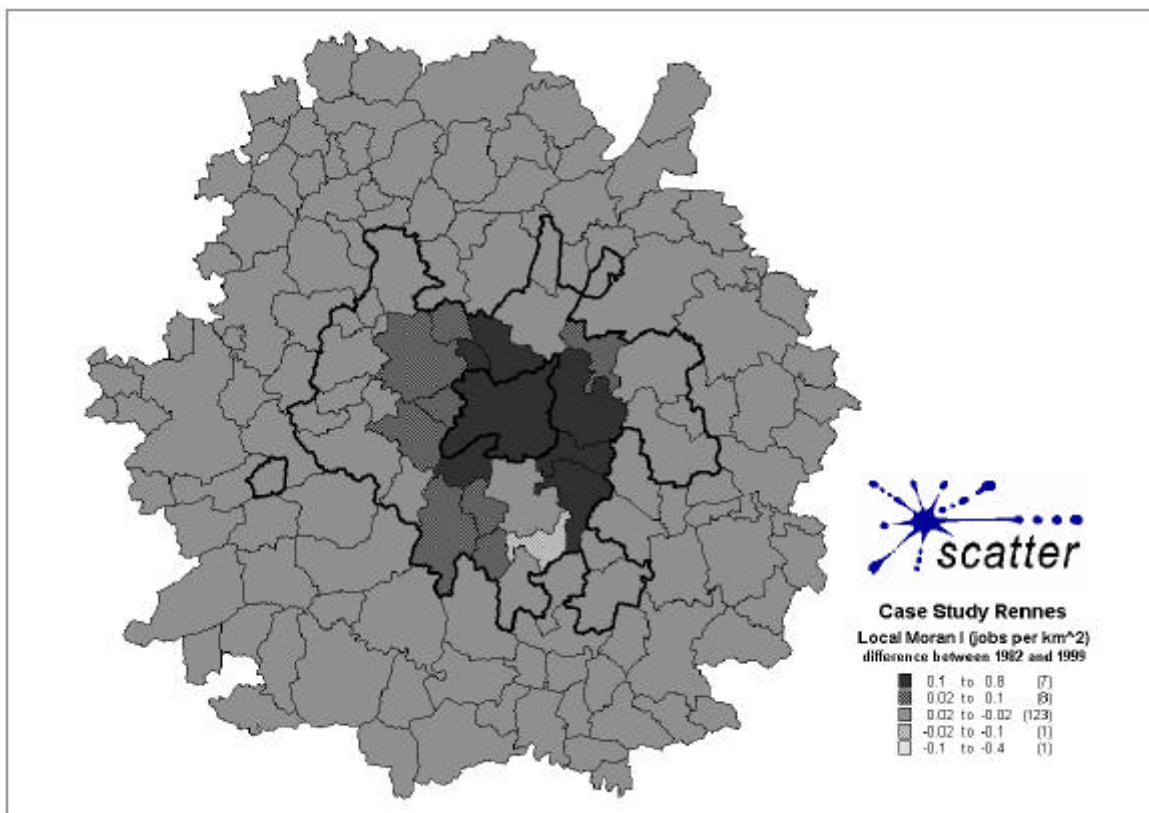 scatter
Case Study Rennes
Local Moran I (jobs per km^2)
difference between 1982 and 1999
0.1 to 0.8 (7)
0.02 to 0.1 (8)
0.02 to -0.02 (123)
-0.02 to -0.1 (1)
-0.1 to -0.4 (1)